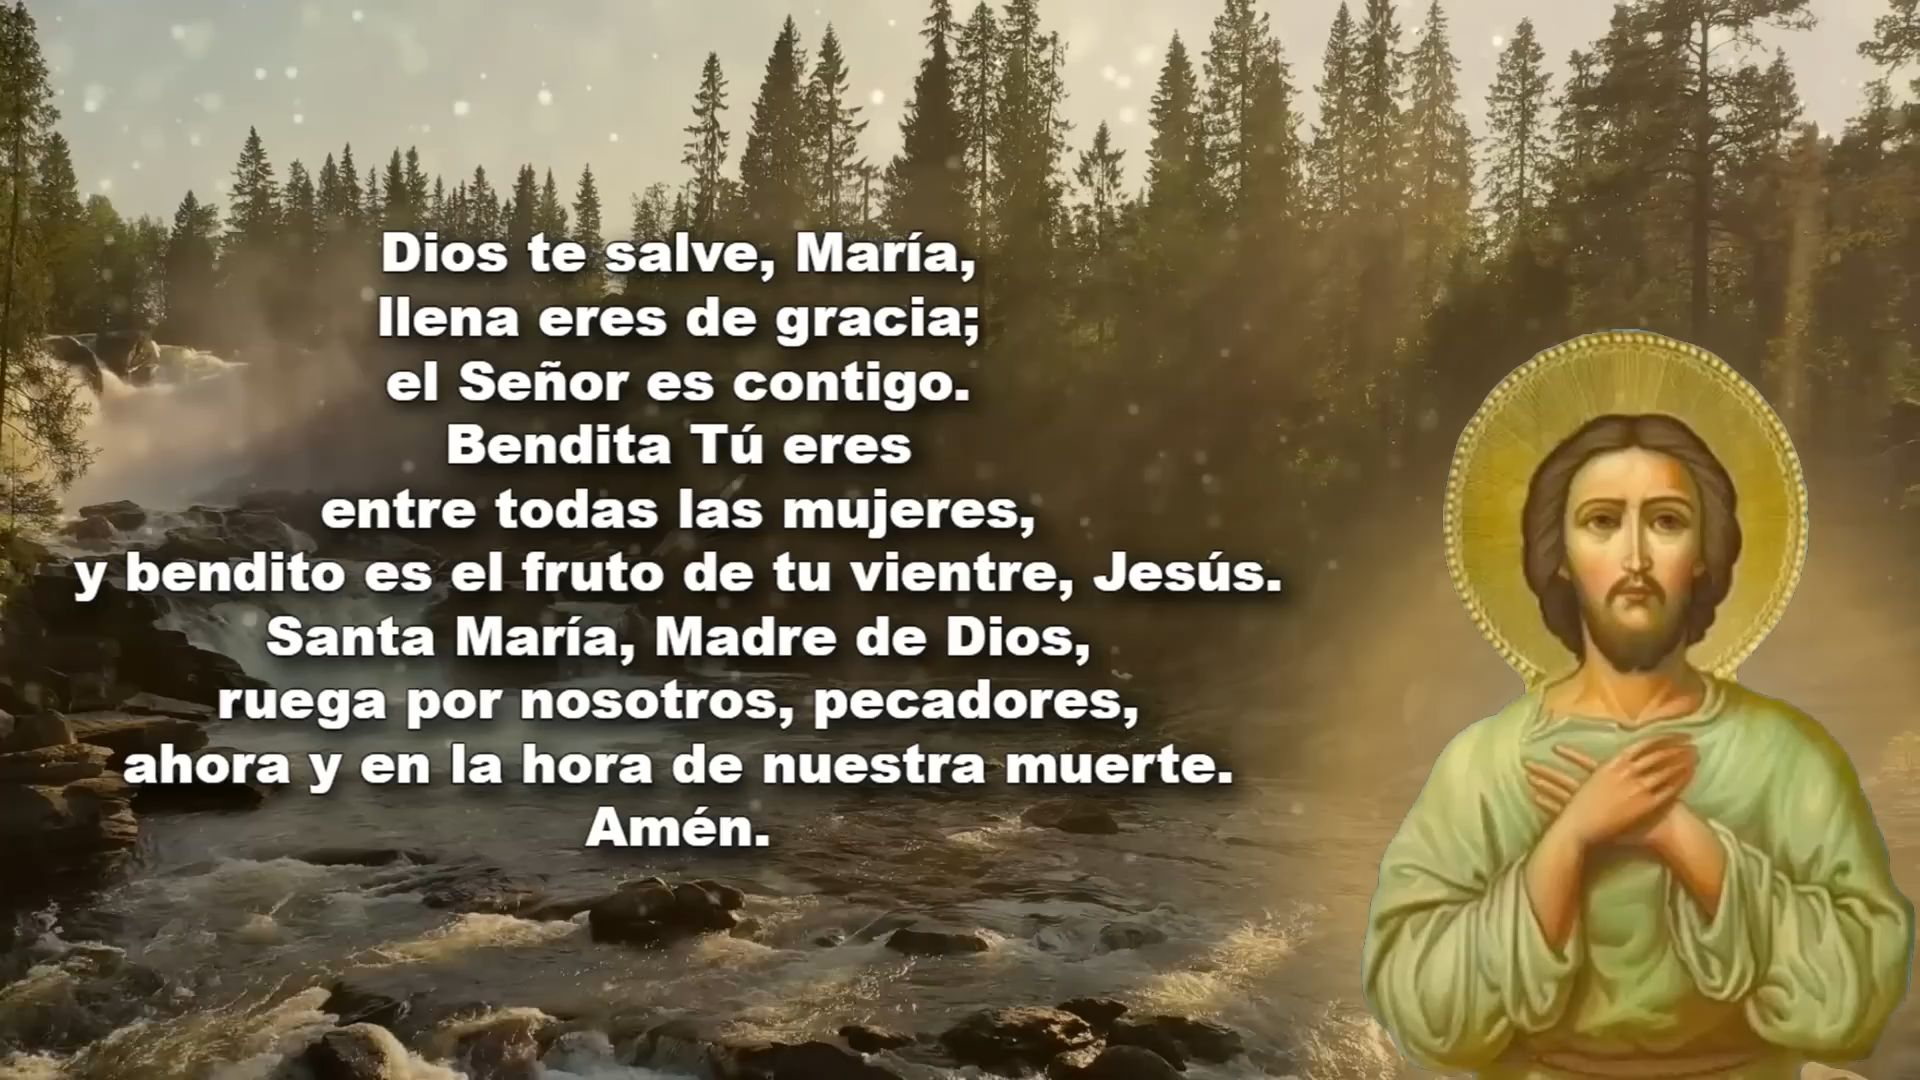 Dios te salve, María,
llena eres de gracia;
el Señor es contigo.
Bendita Tú eres
entre todas las mujeres,
y bendito es el fruto de tu vientre, Jesús.
Santa María, Madre de Dios,
ruega por nosotros, pecadores,
ahora y en la hora de nuestra muerte.
Amén.